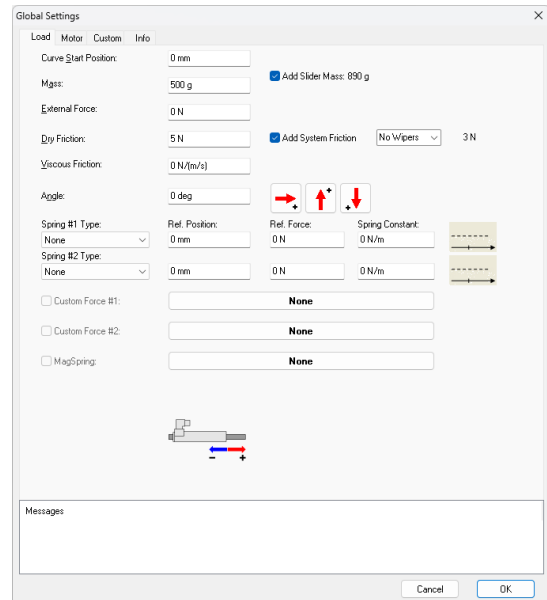 Global Settings
Load Motor Custom Info
Curve Start Position: 0 mm
Mass: 500 g
Add Slider Mass: 890 g
External Force: 0 N
Dry Friction: 5 N
Add System Friction No Wipers 3 N
Viscous Friction: 0 N/(m/s)
Angle: 0 deg
+ + +
Spring #1 Type: Ref. Position: Ref. Force: Spring Constant:
None 0 mm 0 N 0 N/m
Spring #2 Type:
None 0 mm 0 N 0 N/m
Custom Force #1: None
Custom Force #2: None
MagSpring: None
− +
Messages
Cancel OK